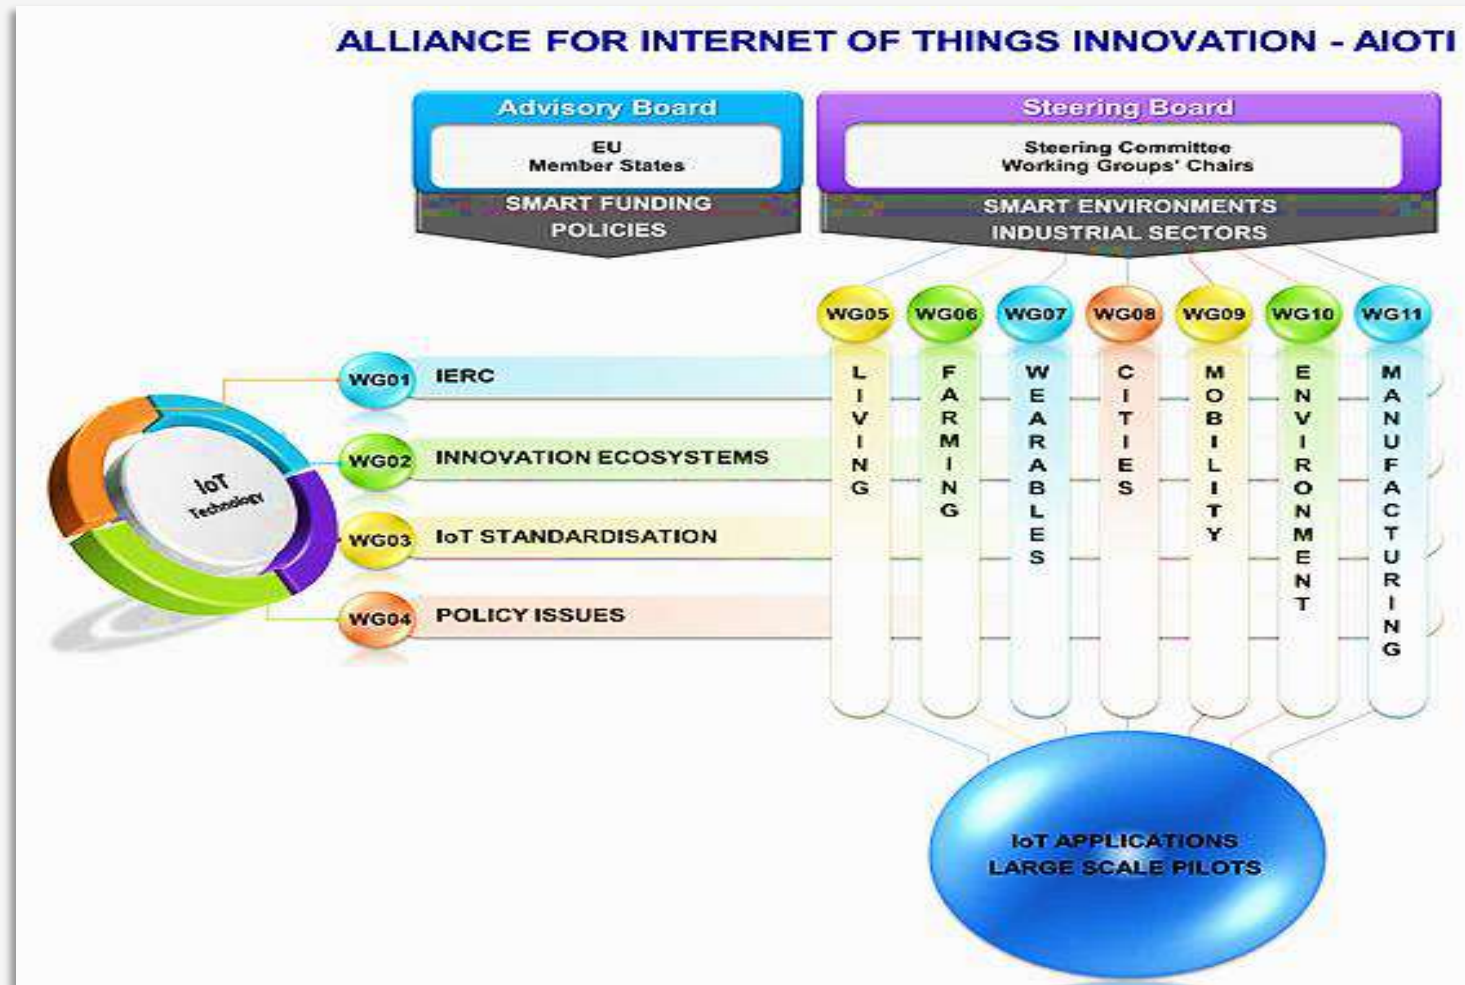 ALLIANCE FOR INTERNET OF THINGS INNOVATION - AIOTI
Advisory Board
EU
Member States
SMART FUNDING
POLICIES
Steering Board
Steering Committee
Working Groups' Chairs
SMART ENVIRONMENTS
INDUSTRIAL SECTORS
WG05
WG06
WG07
WG08
WG09
WG10
WG11
LIVING
FARMING
WEARABLES
CITIES
MOBILITY
ENVIRONMENT
MANUFACTURING
IoT
Technology
WG01 IERC
WG02 INNOVATION ECOSYSTEMS
WG03 IoT STANDARDISATION
WG04 POLICY ISSUES
IoT APPLICATIONS
LARGE SCALE PILOTS